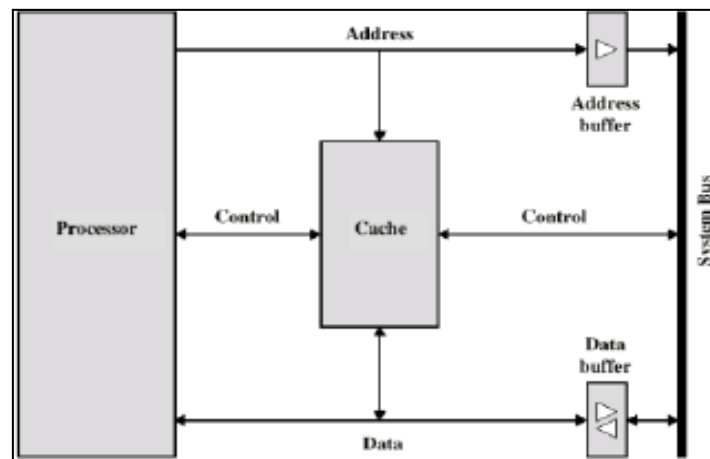 Address
Address
buffer
Control
Control
Processor
Cache
System Bus
Data
buffer
Data